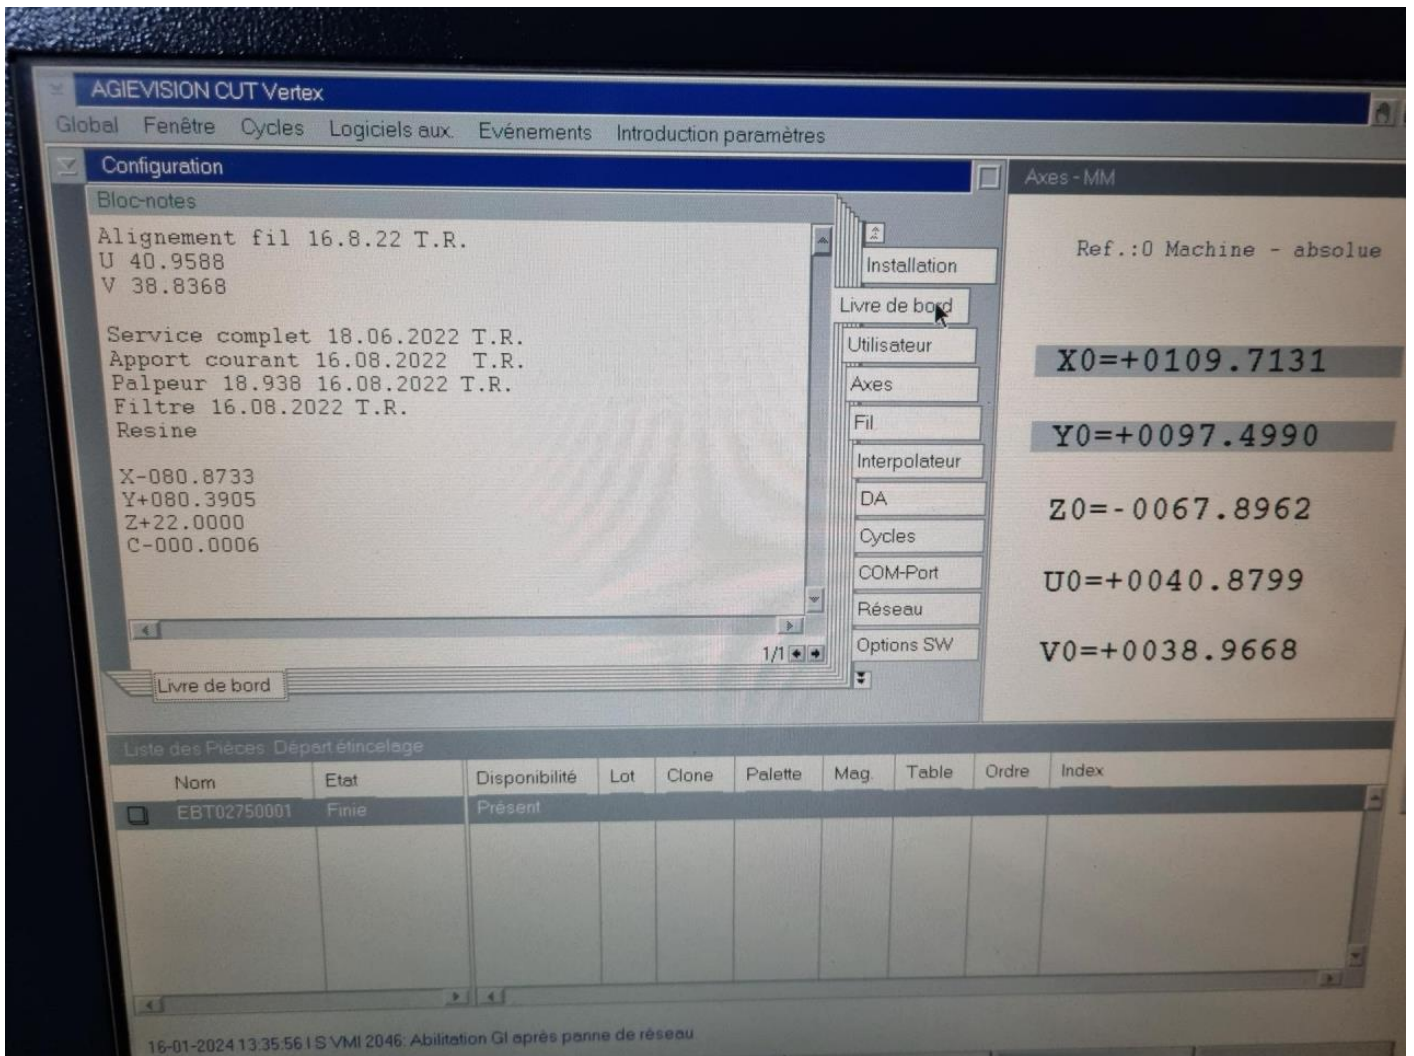 AGIEVISION CUT Vertex
Global Fenêtre Cycles Logiciels aux. Evénements Introduction paramètres
Configuration
Bloc-notes
Alignement fil 16.8.22 T.R.
U 40.9588
V 38.8368
Service complet 18.06.2022 T.R.
Apport courant 16.08.2022 T.R.
Palpeur 18.938 16.08.2022 T.R.
Filtre 16.08.2022 T.R.
Resine
X-080.8733
Y+080.3905
Z+22.0000
C-000.0006
1/1
Livre de bord
Installation
Livre de bord
Utilisateur
Axes
Fil
Interpolateur
DA
Cycles
COM-Port
Réseau
Options SW
Axes - MM
Ref.:0 Machine - absolue
X0=+0109.7131
Y0=+0097.4990
Z0=-0067.8962
U0=+0040.8799
V0=+0038.9668
Liste des Pièces: Départ étincelage
Nom Etat Disponibilité Lot Clone Palette Mag. Table Ordre Index
EBT02750001 Finie Présent
16-01-2024 13:35:56 I S VMI 2046: Abilitation GI après panne de réseau